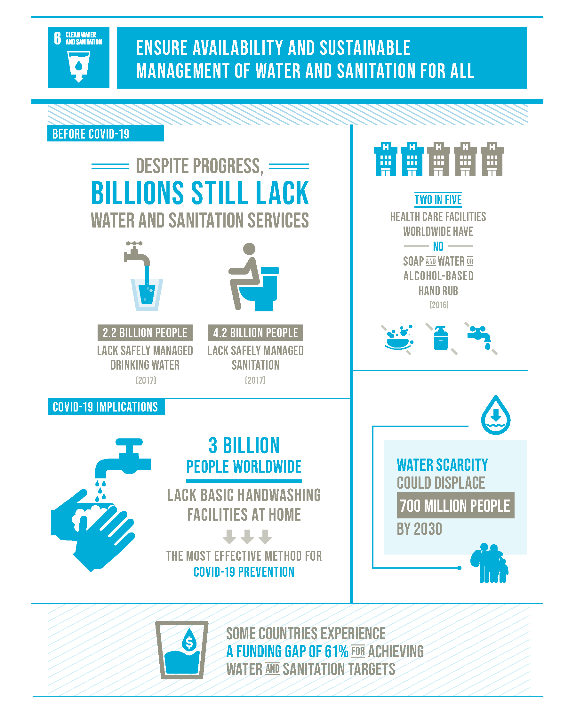 6 CLEAN WATER
AND SANITATION
ENSURE AVAILABILITY AND SUSTAINABLE
MANAGEMENT OF WATER AND SANITATION FOR ALL
BEFORE COVID-19
DESPITE PROGRESS,
BILLIONS STILL LACK
WATER AND SANITATION SERVICES
2.2 BILLION PEOPLE
LACK SAFELY MANAGED
DRINKING WATER
(2017)
4.2 BILLION PEOPLE
LACK SAFELY MANAGED
SANITATION
(2017)
H H H H H
TWO IN FIVE
HEALTH CARE FACILITIES
WORLDWIDE HAVE
NO
SOAP AND WATER OR
ALCOHOL-BASED
HAND RUB
(2016)
COVID-19 IMPLICATIONS
3 BILLION
PEOPLE WORLDWIDE
LACK BASIC HANDWASHING
FACILITIES AT HOME
THE MOST EFFECTIVE METHOD FOR
COVID-19 PREVENTION
WATER SCARCITY
COULD DISPLACE
700 MILLION PEOPLE
BY 2030
$
SOME COUNTRIES EXPERIENCE
A FUNDING GAP OF 61% FOR ACHIEVING
WATER AND SANITATION TARGETS